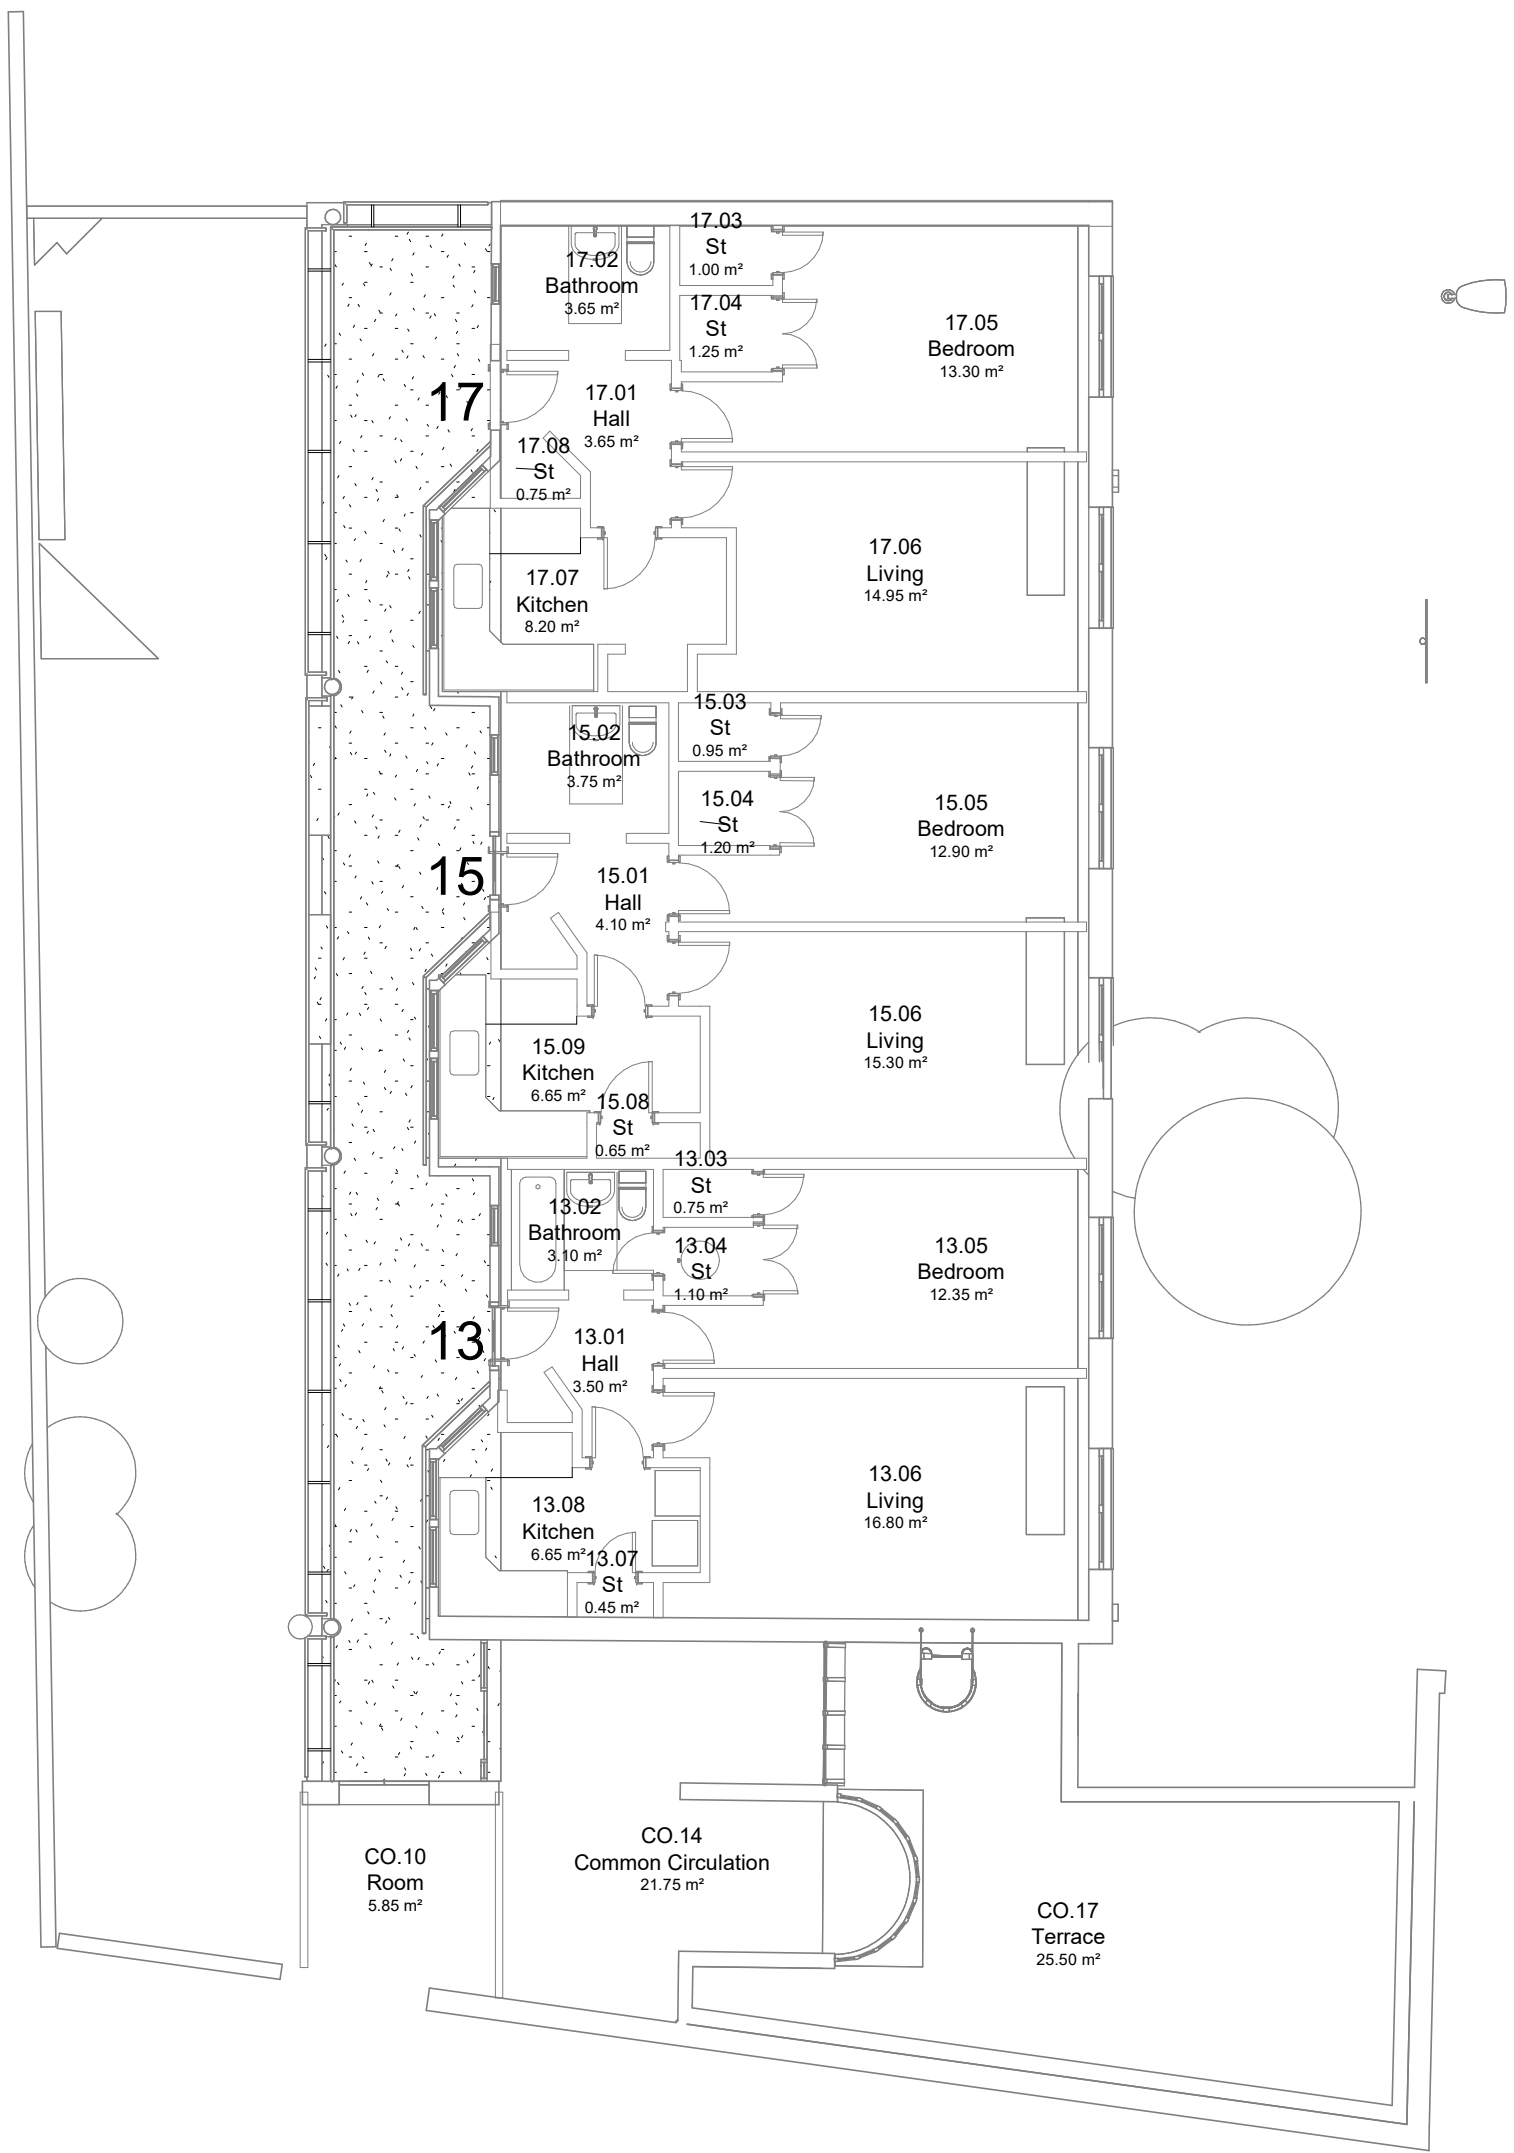 17.03
St
1.00 m²
17.02
Bathroom
3.65 m²
17.04
St
1.25 m²
17.05
Bedroom
13.30 m²
17
17.01
Hall
3.65 m²
17.08
St
0.75 m²
17.06
Living
14.95 m²
17.07
Kitchen
8.20 m²
15.03
St
0.95 m²
15.02
Bathroom
3.75 m²
15.04
St
1.20 m²
15.05
Bedroom
12.90 m²
15
15.01
Hall
4.10 m²
15.06
Living
15.30 m²
15.09
Kitchen
6.65 m²
15.08
St
0.65 m²
13.03
St
0.75 m²
13.02
Bathroom
3.10 m²
13.04
St
1.10 m²
13.05
Bedroom
12.35 m²
13
13.01
Hall
3.50 m²
13.06
Living
16.80 m²
13.08
Kitchen
6.65 m²
13.07
St
0.45 m²
CO.14
Common Circulation
21.75 m²
CO.10
Room
5.85 m²
CO.17
Terrace
25.50 m²